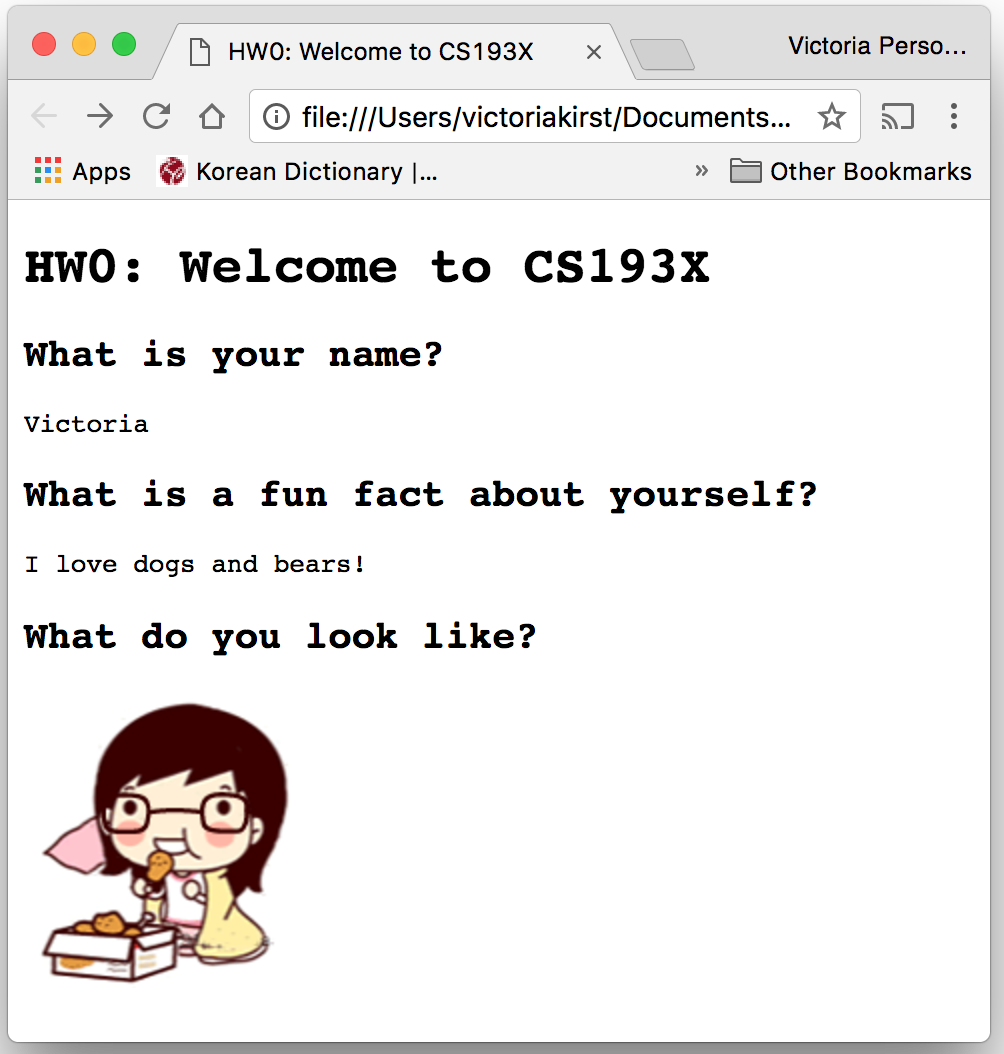 HW0: Welcome to CS193X
Victoria Perso...
file:///Users/victoriakirst/Documents...
Apps
Korean Dictionary |...
»
Other Bookmarks
HW0: Welcome to CS193X
What is your name?
Victoria
What is a fun fact about yourself?
I love dogs and bears!
What do you look like?